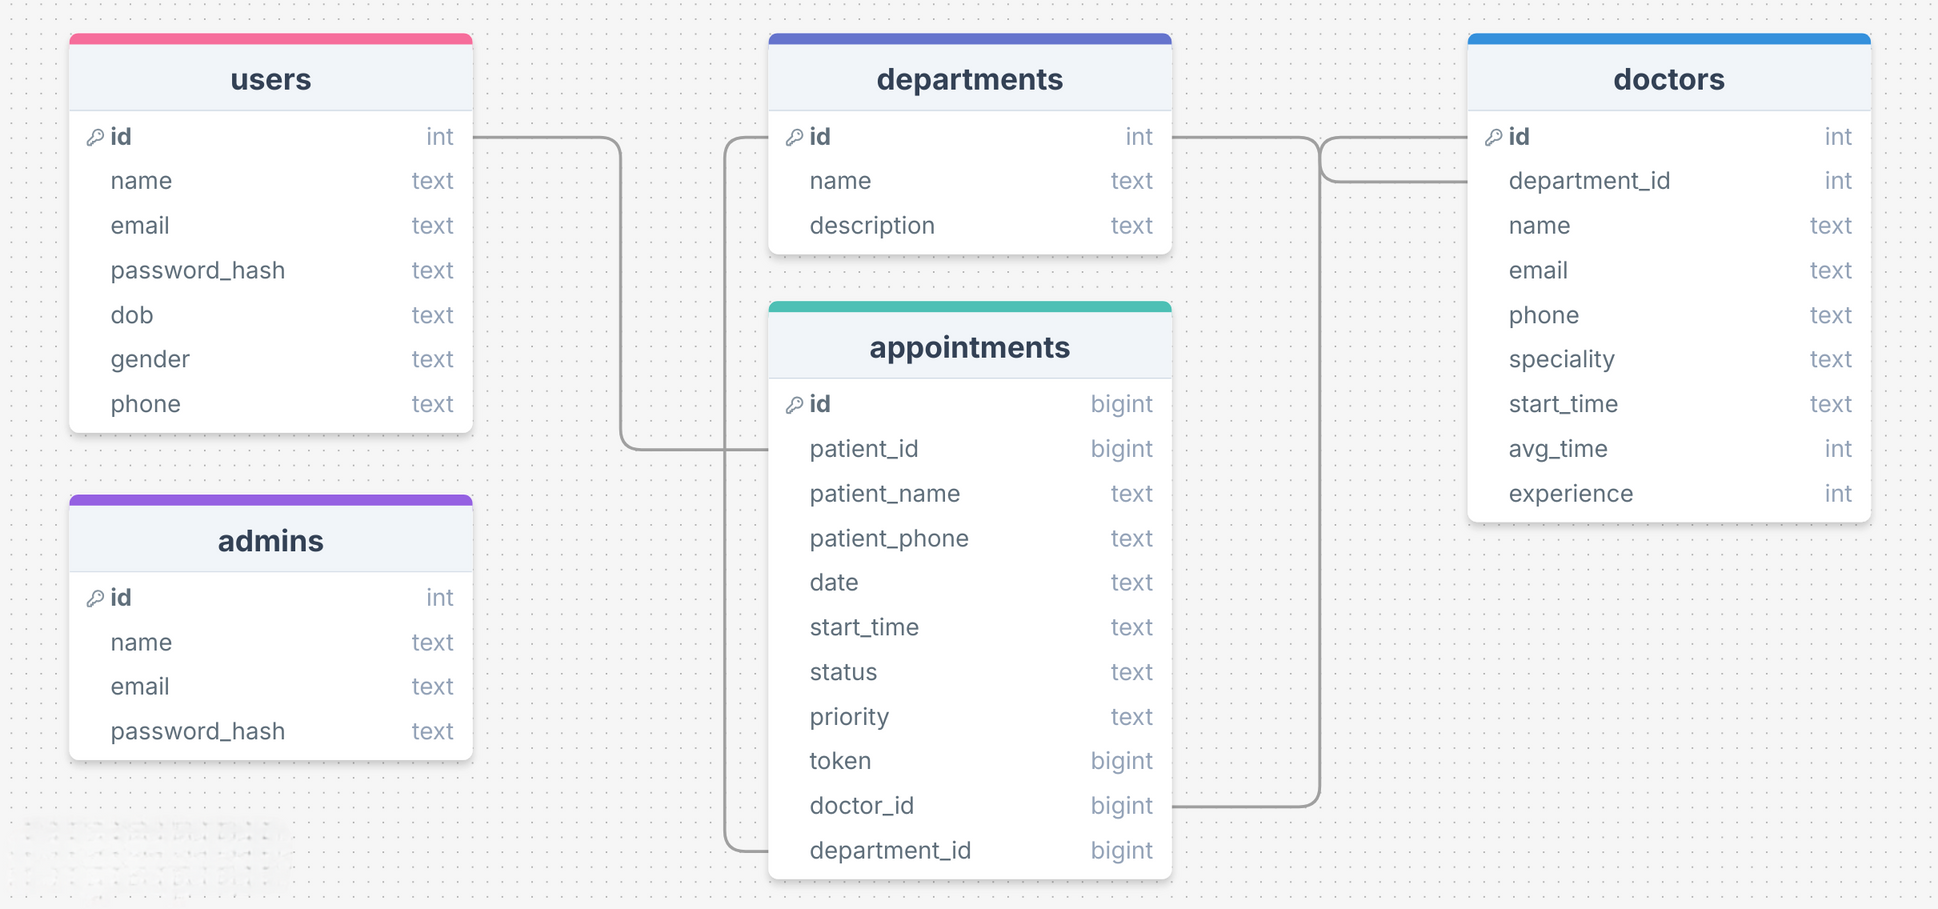 users
id int
name text
email text
password_hash text
dob text
gender text
phone text
admins
id int
name text
email text
password_hash text
departments
id int
name text
description text
appointments
id bigint
patient_id bigint
patient_name text
patient_phone text
date text
start_time text
status text
priority text
token bigint
doctor_id bigint
department_id bigint
doctors
id int
department_id int
name text
email text
phone text
speciality text
start_time text
avg_time int
experience int